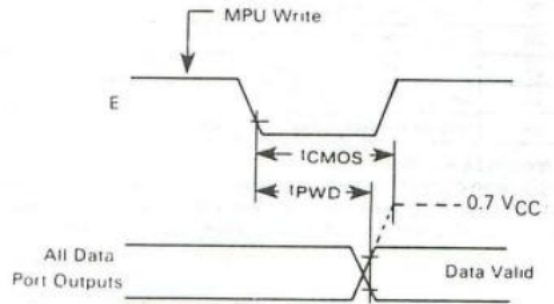 MPU Write
E
tCMOS
tPWD
0.7 VCC
All Data
Port Outputs
Data Valid